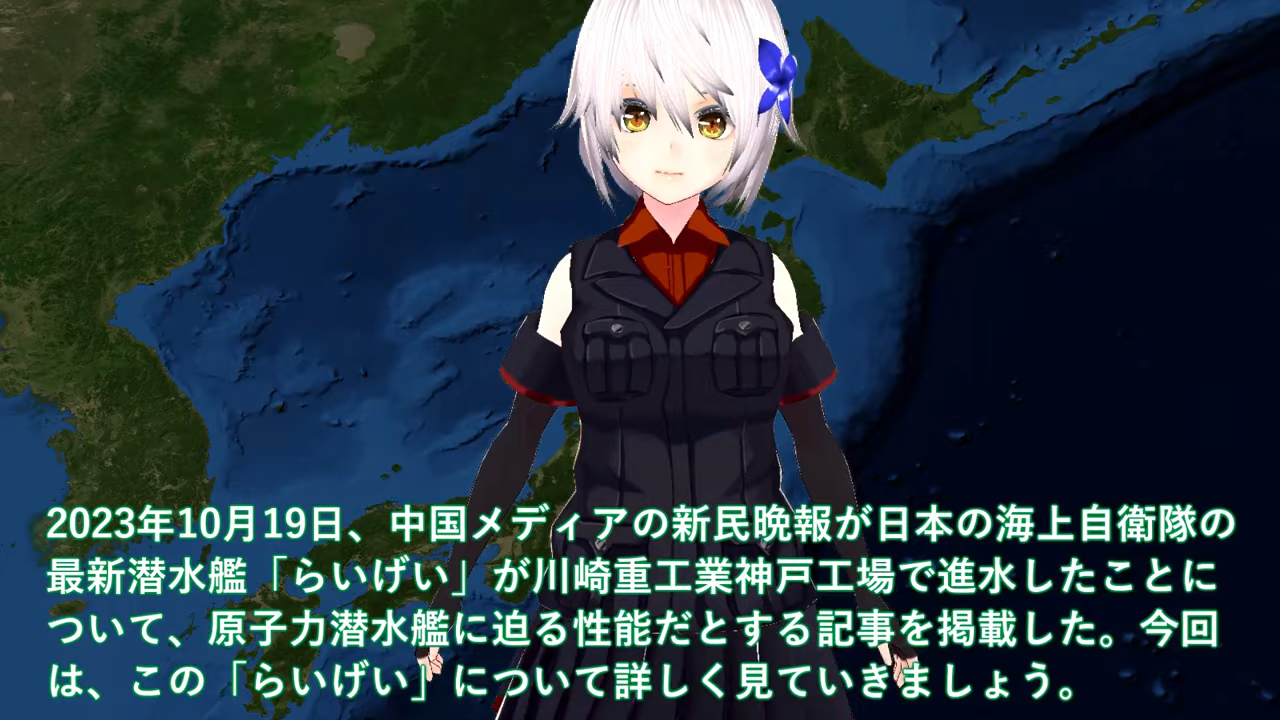 2023年10月19日、中国メディアの新民晩報が日本の海上自衛隊の
最新潜水艦「らいげい」が川崎重工業神戸工場で進水したことに
ついて、原子力潜水艦に迫る性能だとする記事を掲載した。今回
は、この「らいげい」について詳しく見ていきましょう。